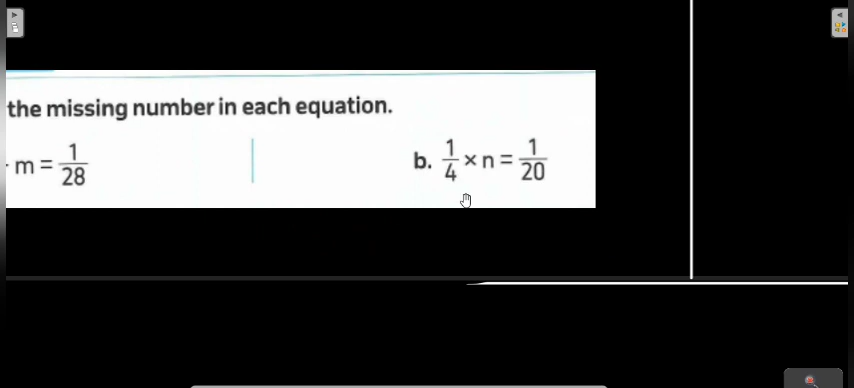 the missing number in each equation.
m = 1/28
b. 1/4 × n = 1/20